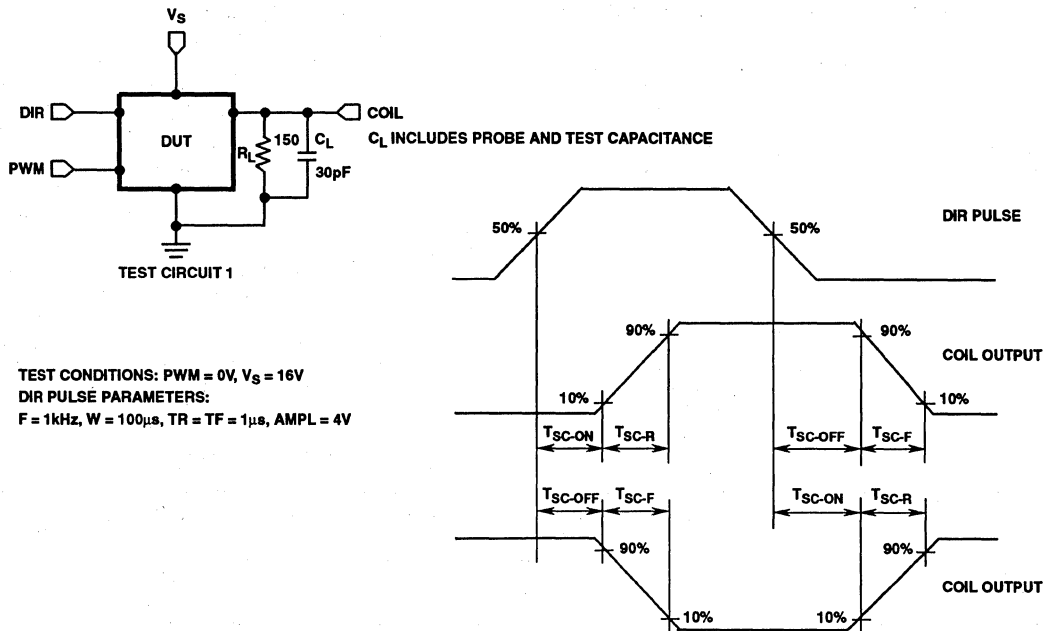 VS
DIR
DUT
PWM
RL
150
CL
30pF
COIL
CL INCLUDES PROBE AND TEST CAPACITANCE
TEST CIRCUIT 1
TEST CONDITIONS: PWM = 0V, VS = 16V
DIR PULSE PARAMETERS:
F = 1kHz, W = 100µs, TR = TF = 1µs, AMPL = 4V
50%
50%
DIR PULSE
90%
90%
COIL OUTPUT
10%
10%
TSC-ON
TSC-R
TSC-OFF
TSC-F
TSC-OFF
TSC-F
TSC-ON
TSC-R
90%
90%
COIL OUTPUT
10%
10%